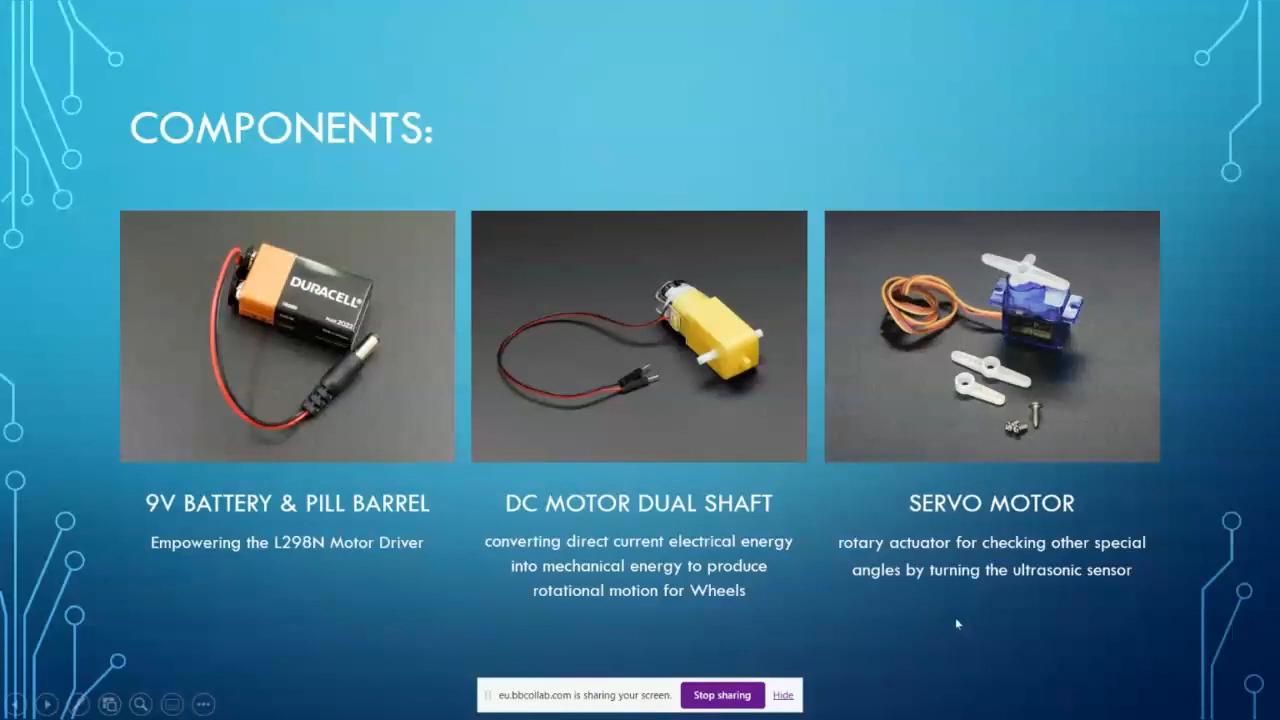 COMPONENTS:
DURACELL
9V BATTERY & PILL BARREL
DC MOTOR DUAL SHAFT
SERVO MOTOR
Empowering the L298N Motor Driver
converting direct current electrical energy
into mechanical energy to produce
rotational motion for Wheels
rotary actuator for checking other special
angles by turning the ultrasonic sensor
eu.bbcollab.com is sharing your screen.
Stop sharing
Hide